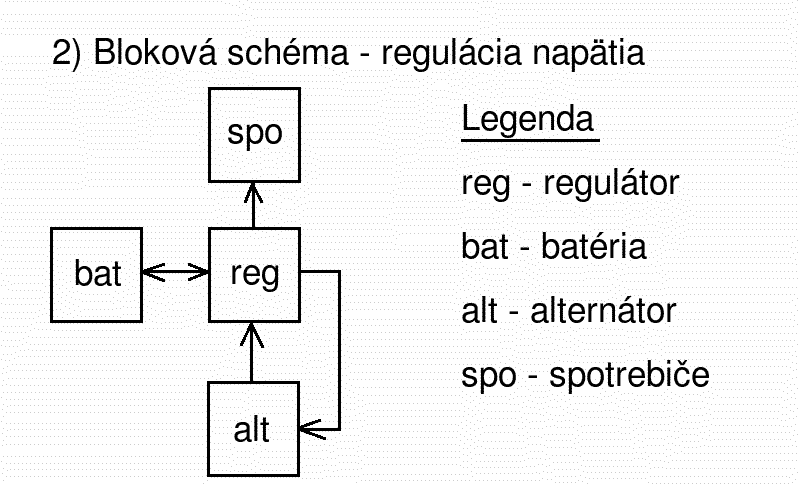 2) Bloková schéma - regulácia napätia
spo
bat
reg
alt
Legenda
reg - regulátor
bat - batéria
alt - alternátor
spo - spotrebiče